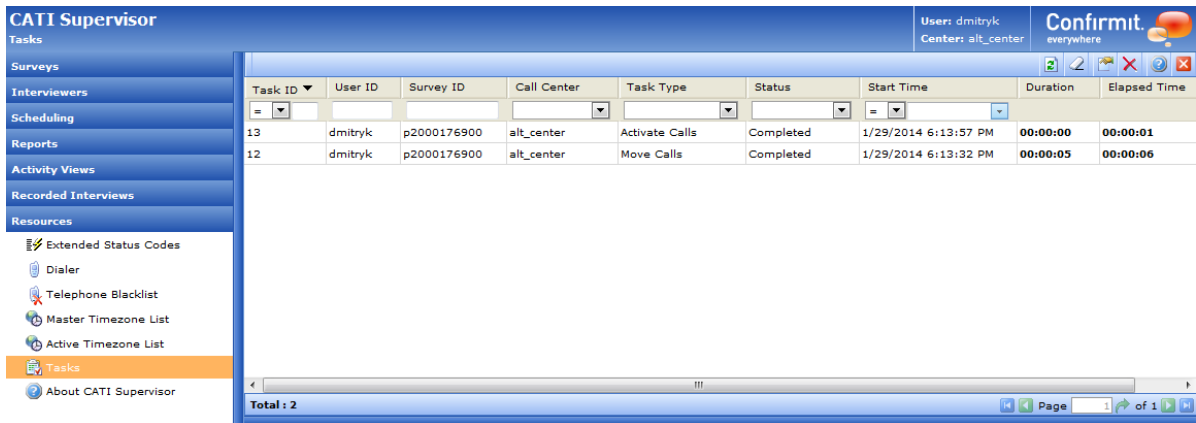 CATI Supervisor
Tasks
User: dmitryk
Center: alt_center
Confirmit.
everywhere
Surveys
Interviewers
Scheduling
Reports
Activity Views
Recorded Interviews
Resources
Extended Status Codes
Dialer
Telephone Blacklist
Master Timezone List
Active Timezone List
Tasks
About CATI Supervisor
Task ID User ID Survey ID Call Center Task Type Status Start Time Duration Elapsed Time
= =
13 dmitryk p2000176900 alt_center Activate Calls Completed 1/29/2014 6:13:57 PM 00:00:00 00:00:01
12 dmitryk p2000176900 alt_center Move Calls Completed 1/29/2014 6:13:32 PM 00:00:05 00:00:06
Total : 2 Page 1 of 1